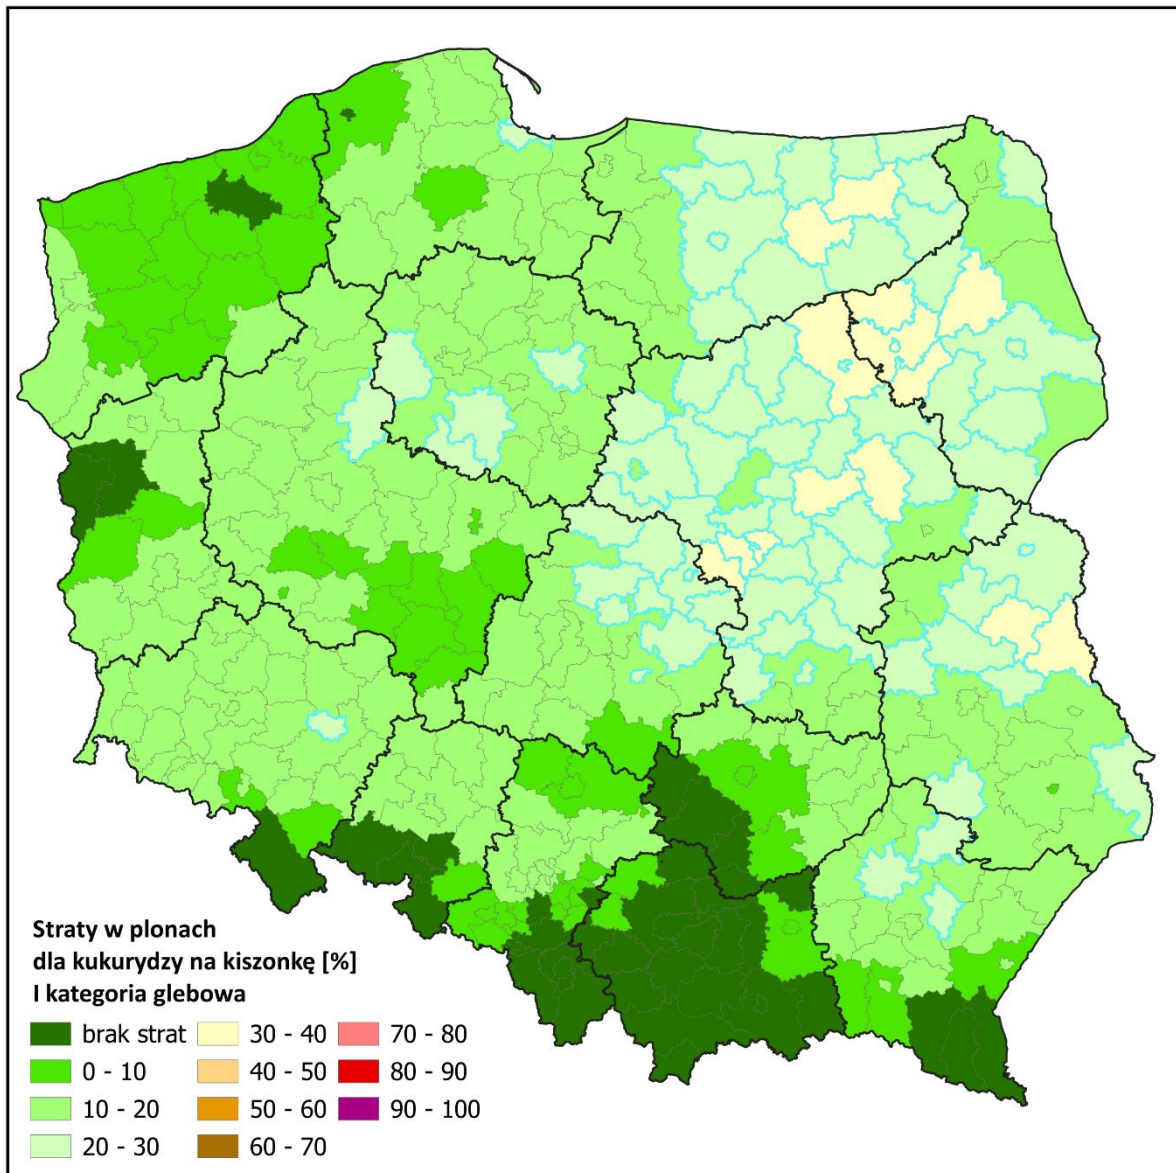 Straty w plonach
dla kukurydzy na kiszonkę [%]
I kategoria glebowa
brak strat
0 - 10
10 - 20
20 - 30
30 - 40
40 - 50
50 - 60
60 - 70
70 - 80
80 - 90
90 - 100